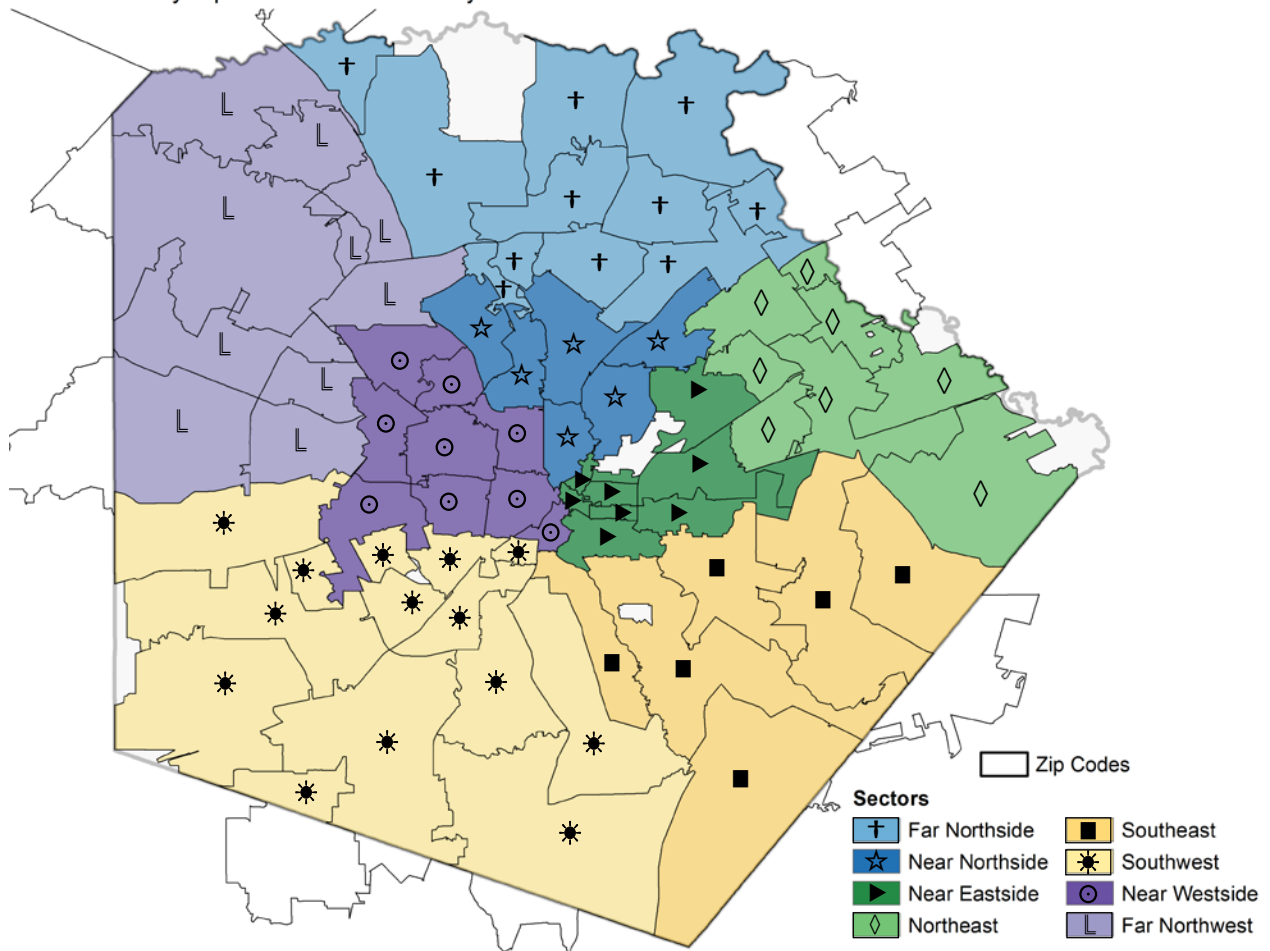 Zip Codes
Sectors
Far Northside
Southeast
Near Northside
Southwest
Near Eastside
Near Westside
Northeast
Far Northwest